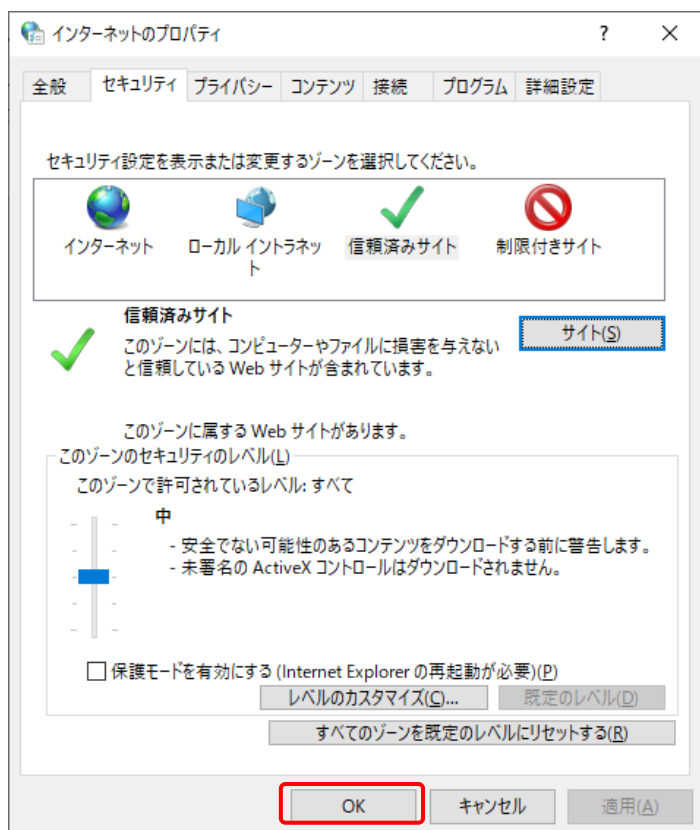 インターネットのプロパティ
?
×
全般 セキュリティ プライバシー コンテンツ 接続 プログラム 詳細設定
セキュリティ設定を表示または変更するゾーンを選択してください。
インターネット
ローカル イントラネッ
ト
信頼済みサイト
制限付きサイト
信頼済みサイト
このゾーンには、コンピューターやファイルに損害を与えない
と信頼している Web サイトが含まれています。
サイト(S)
このゾーンに属する Web サイトがあります。
このゾーンのセキュリティのレベル(L)
このゾーンで許可されているレベル: すべて
中
- 安全でない可能性のあるコンテンツをダウンロードする前に警告します。
- 未署名の ActiveX コントロールはダウンロードされません。
保護モードを有効にする (Internet Explorer の再起動が必要)(P)
レベルのカスタマイズ(C)... 既定のレベル(D)
すべてのゾーンを既定のレベルにリセットする(R)
OK キャンセル 適用(A)